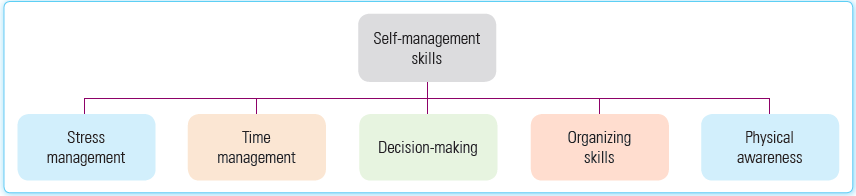 Self-management
skills
Stress
management
Time
management
Decision-making
Organizing
skills
Physical
awareness